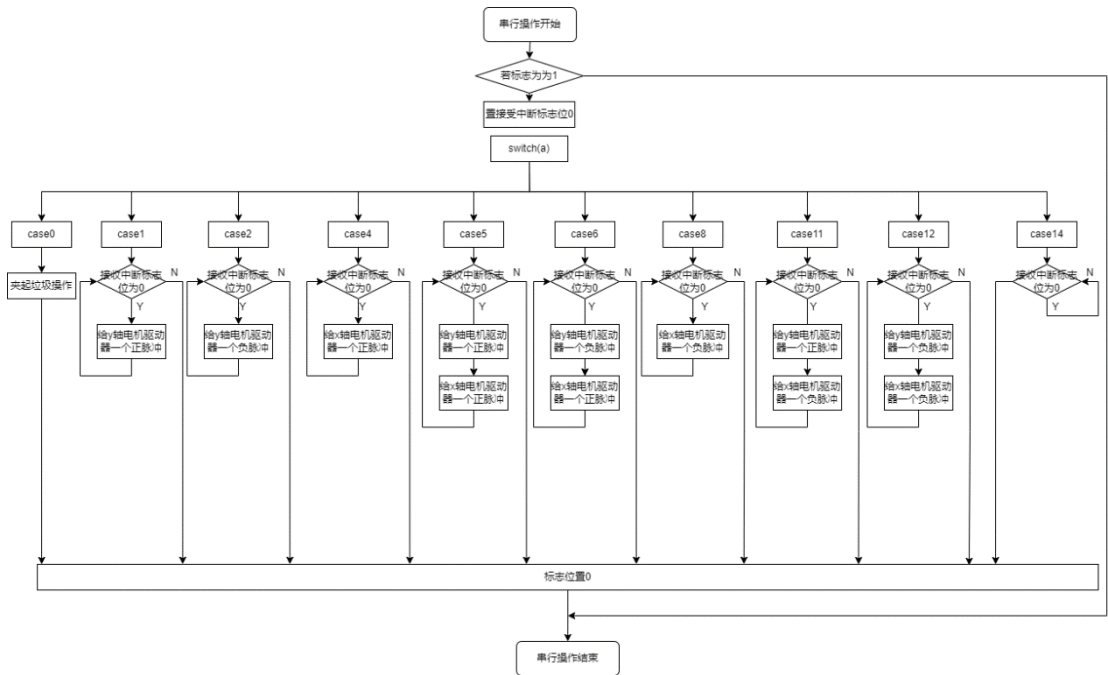 串行操作开始
若标志为为1
置接受中断标志位0
switch(a)
case0
case1
case2
case4
case5
case6
case8
case11
case12
case14
夹起垃圾操作
接收中断标志
位为0
N
接收中断标志
位为0
N
接收中断标志
位为0
N
接收中断标志
位为0
N
接收中断标志
位为0
N
接收中断标志
位为0
N
接收中断标志
位为0
N
接收中断标志
位为0
N
接收中断标志
位为0
N
Y
Y
Y
Y
Y
Y
Y
Y
Y
给y轴电机驱动
器一个正脉冲
给y轴电机驱动
器一个负脉冲
给x轴电机驱动
器一个正脉冲
给y轴电机驱动
器一个正脉冲
给y轴电机驱动
器一个负脉冲
给x轴电机驱动
器一个负脉冲
给y轴电机驱动
器一个正脉冲
给y轴电机驱动
器一个负脉冲
给x轴电机驱动
器一个正脉冲
给x轴电机驱动
器一个正脉冲
给x轴电机驱动
器一个负脉冲
给x轴电机驱动
器一个负脉冲
标志位置0
串行操作结束